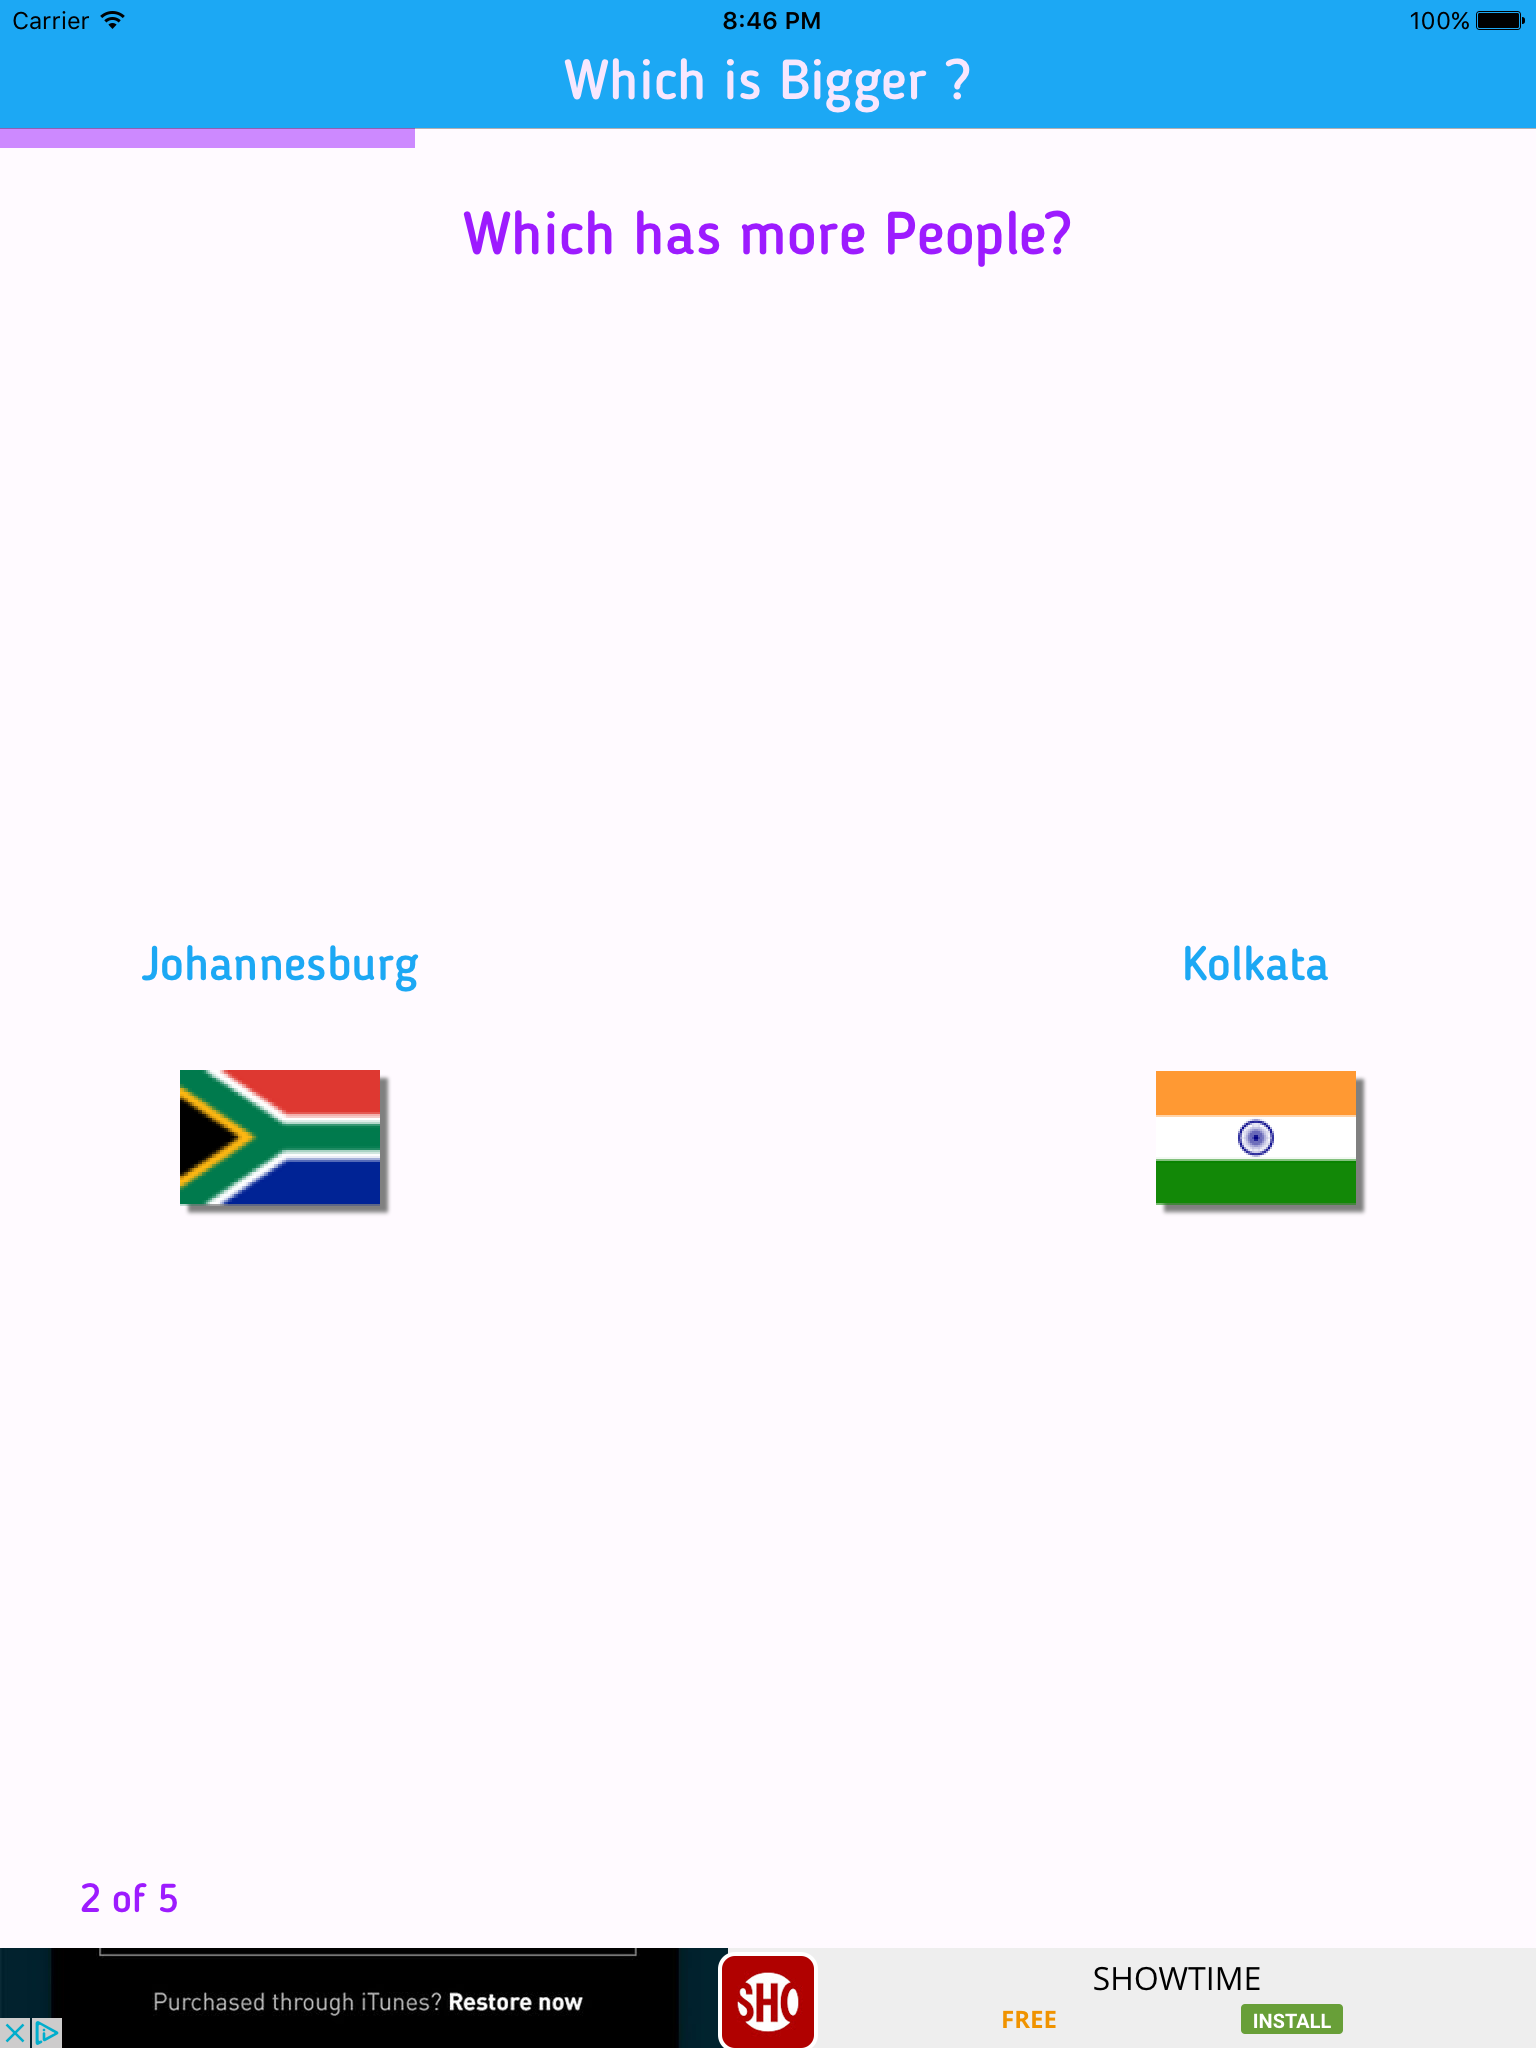 Carrier
8:46 PM
100%
Which is Bigger ?
Which has more People?
Johannesburg
Kolkata
2 of 5
Purchased through iTunes? Restore now
SHO
SHOWTIME
FREE
INSTALL